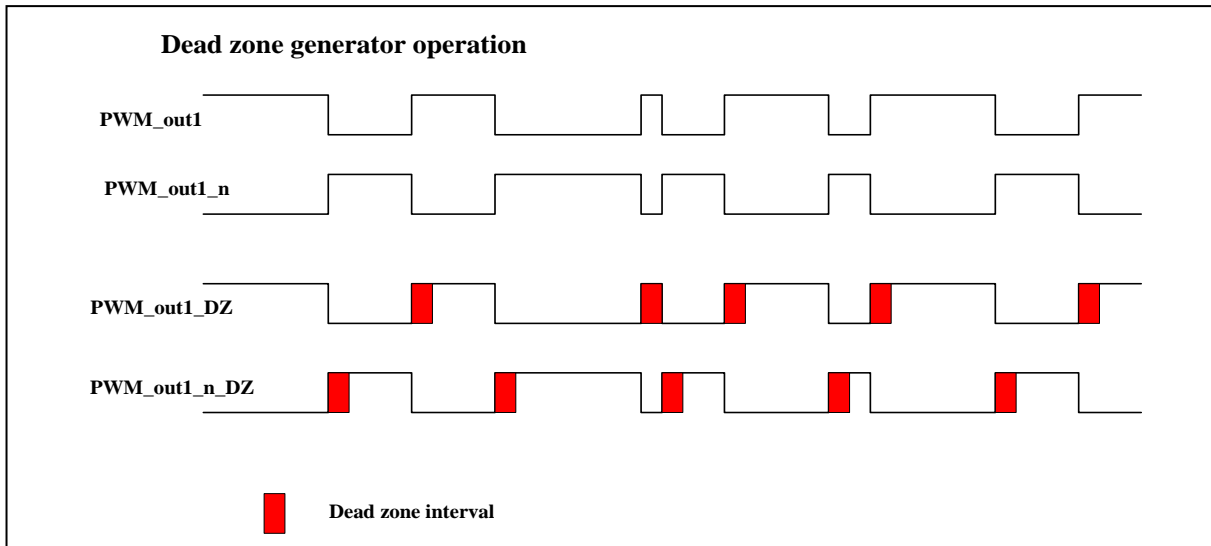 Dead zone generator operation
PWM_out1
PWM_out1_n
PWM_out1_DZ
PWM_out1_n_DZ
Dead zone interval